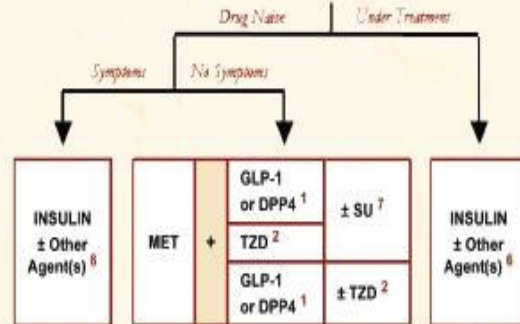 Drug Naive Under Treatment
Symptoms No Symptoms
INSULIN
± Other
Agent(s) 8
MET
+
GLP-1
or DPP4 1
TZD 2
GLP-1
or DPP4 1
± SU 7
± TZD 2
INSULIN
± Other
Agent(s) 6